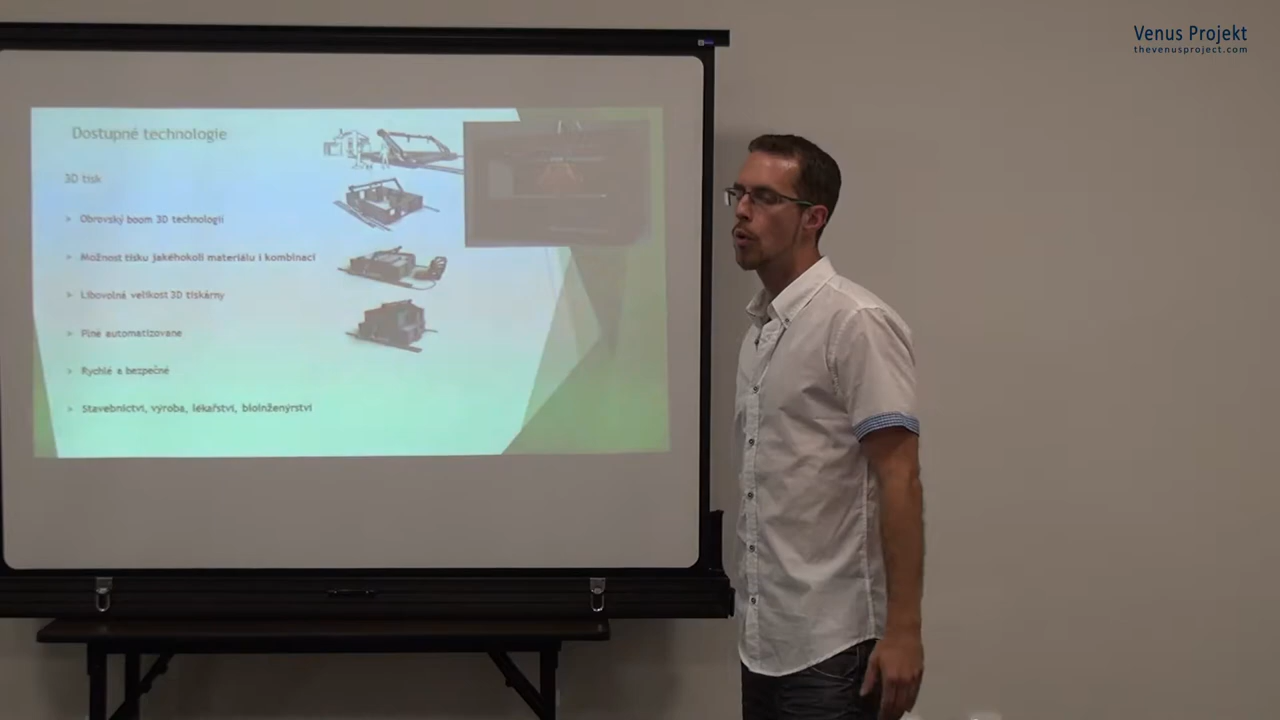 Venus Projekt
thevenusproject.com
Dostupné technologie
3D tisk
Obrovský boom 3D technologií
Možnost tisku jakéhokoli materiálu i kombinací
Libovolná velikost 3D tiskárny
Plně automatizované
Rychlé a bezpečné
Stavebnictví, výroba, lékařství, bioinženýrství